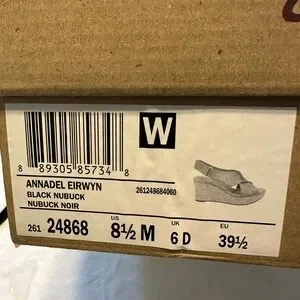 W
8 89305 85734 8
ANNADEL EIRWYN
BLACK NUBUCK
NUBUCK NOIR
261248684060
261 24868
US
8½ M
UK
6 D
EU
39½